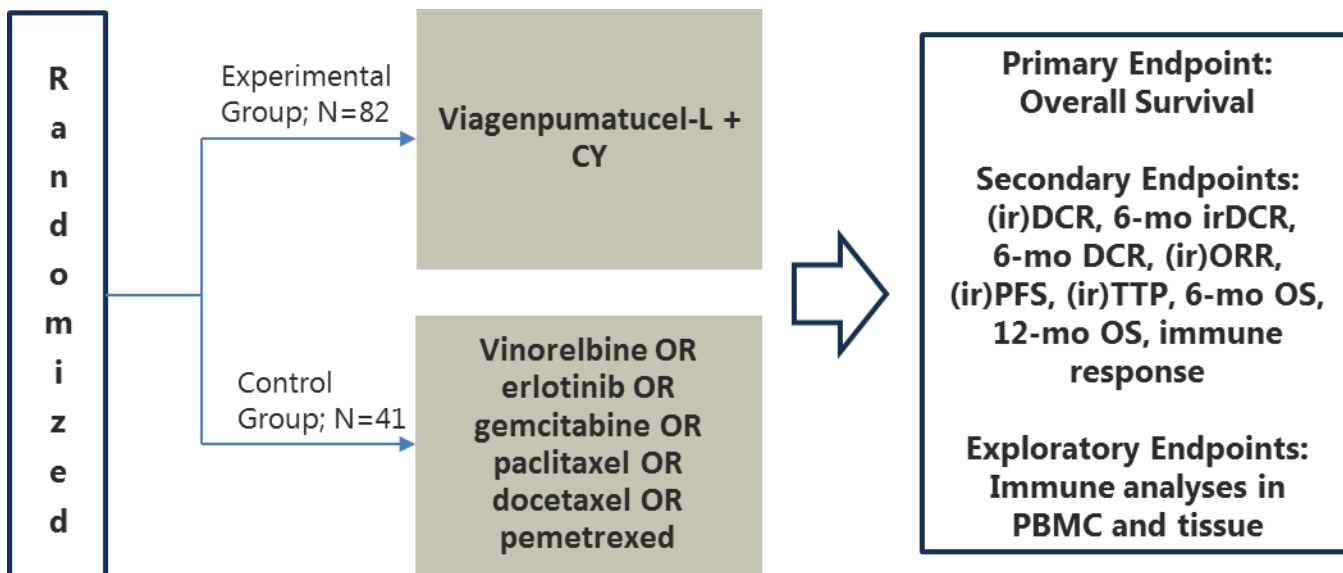 Randomized
Experimental
Group; N=82
Viagenpumatucel-L +
CY
Control
Group; N=41
Vinorelbine OR
erlotinib OR
gemcitabine OR
paclitaxel OR
docetaxel OR
pemetrexed
Primary Endpoint:
Overall Survival
Secondary Endpoints:
(ir)DCR, 6-mo irDCR,
6-mo DCR, (ir)ORR,
(ir)PFS, (ir)TTP, 6-mo OS,
12-mo OS, immune
response
Exploratory Endpoints:
Immune analyses in
PBMC and tissue